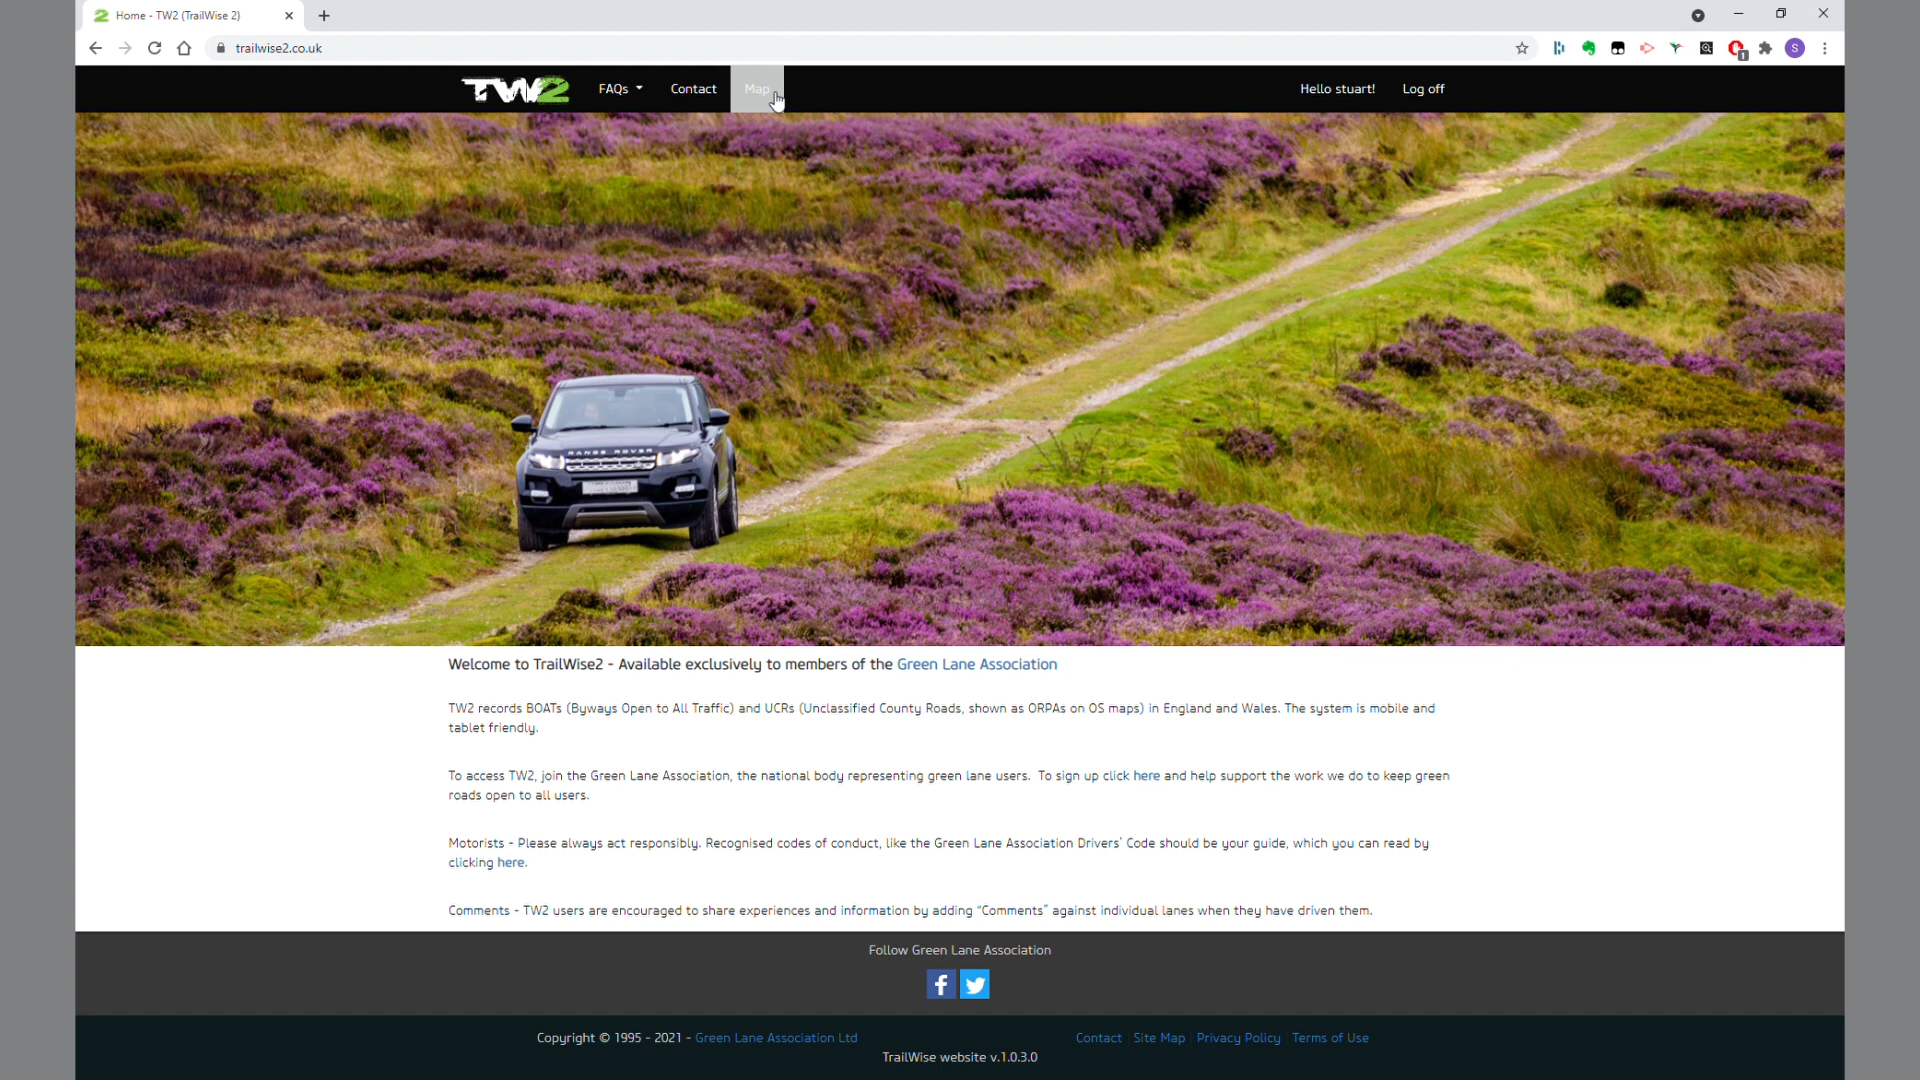 Home - TW2 (TrailWise 2)
trailwise2.co.uk
1
S
TW2
FAQs
Contact
Map
Hello stuart!
Log off
RANGE ROVER
Welcome to TrailWise2 - Available exclusively to members of the Green Lane Association
TW2 records BOATs (Byways Open to All Traffic) and UCRs (Unclassified County Roads, shown as ORPAs on OS maps) in England and Wales. The system is mobile and
tablet friendly.
To access TW2, join the Green Lane Association, the national body representing green lane users. To sign up click here and help support the work we do to keep green
roads open to all users.
Motorists - Please always act responsibly. Recognised codes of conduct, like the Green Lane Association Drivers' Code should be your guide, which you can read by
clicking here.
Comments - TW2 users are encouraged to share experiences and information by adding "Comments" against individual lanes when they have driven them.
Follow Green Lane Association
Copyright © 1995 - 2021 - Green Lane Association Ltd
Contact
Site Map
Privacy Policy
Terms of Use
TrailWise website v.1.0.3.0